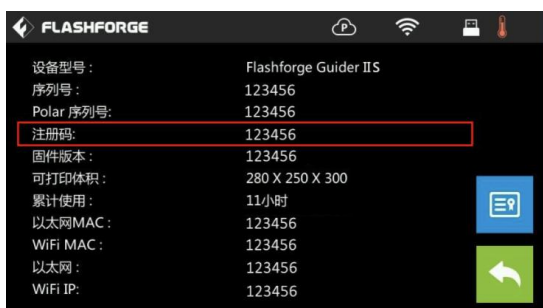 FLASHFORGE
设备型号: Flashforge Guider IIS
序列号: 123456
Polar 序列号: 123456
注册码: 123456
固件版本: 123456
可打印体积: 280 X 250 X 300
累计使用: 11小时
以太网MAC: 123456
WiFi MAC: 123456
以太网: 123456
WiFi IP: 123456